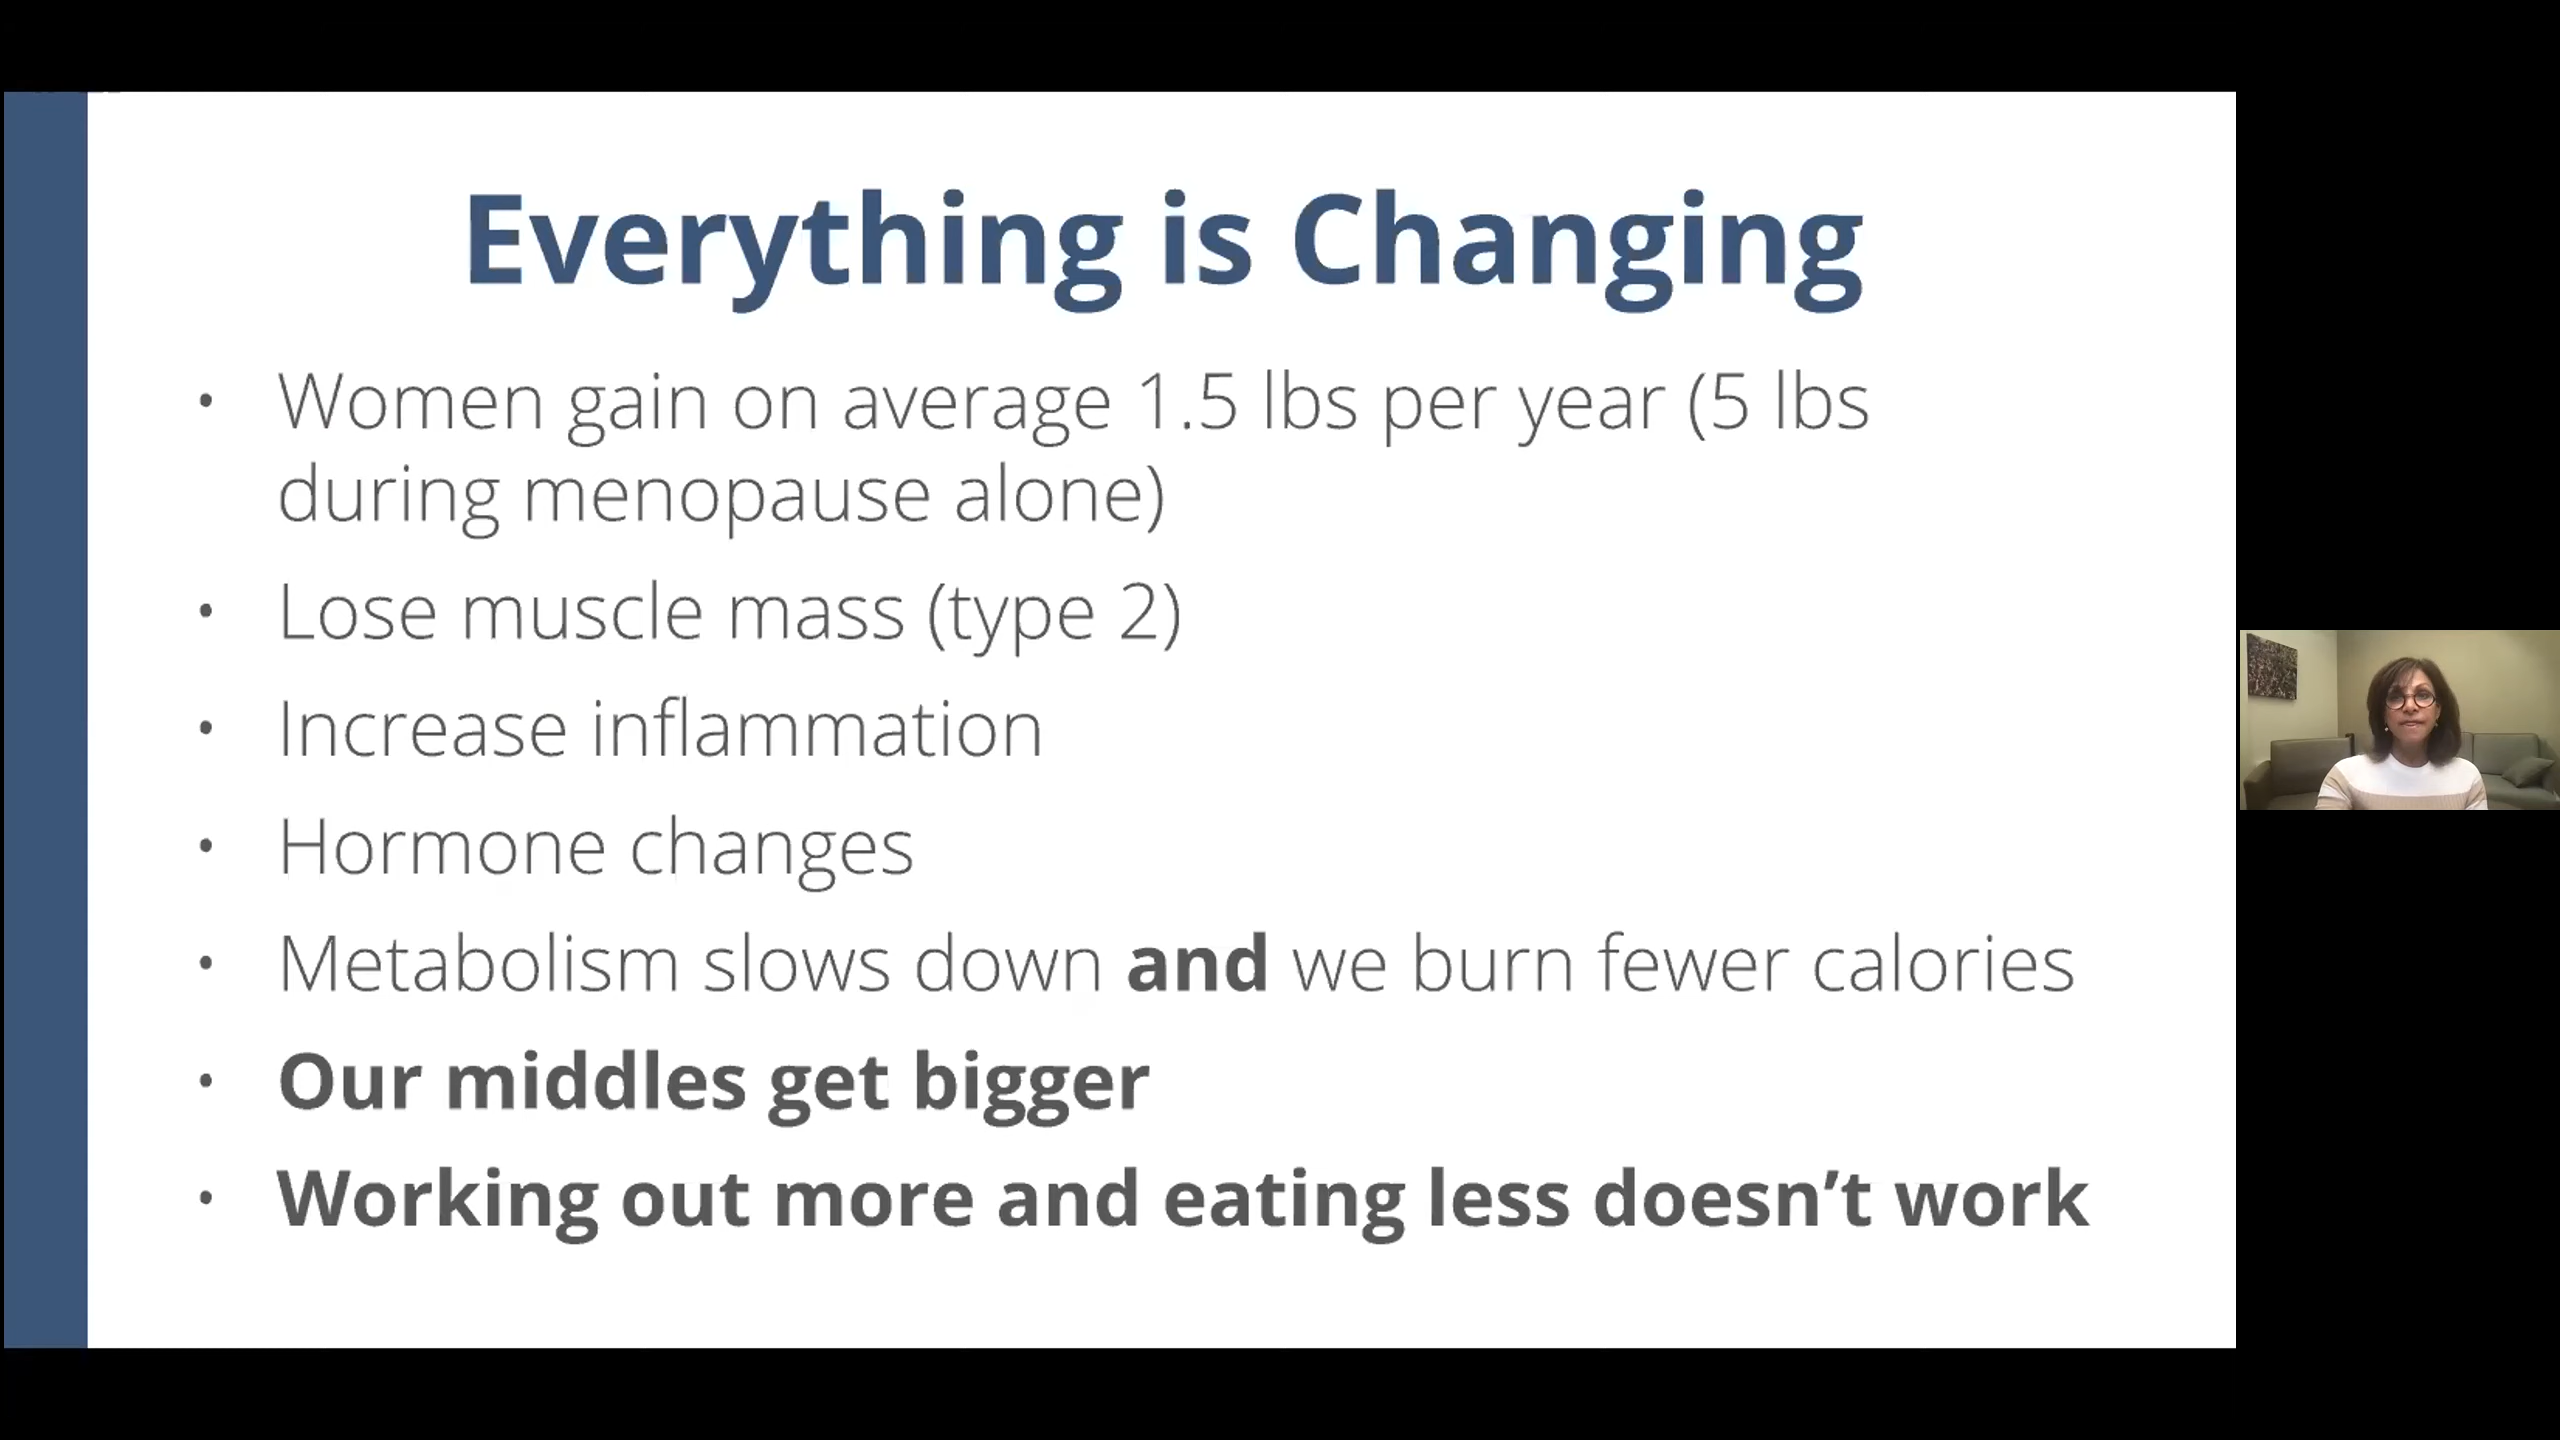 Everything is Changing
• Women gain on average 1.5 lbs per year (5 lbs
during menopause alone)
• Lose muscle mass (type 2)
• Increase inflammation
• Hormone changes
• Metabolism slows down and we burn fewer calories
• Our middles get bigger
• Working out more and eating less doesn’t work